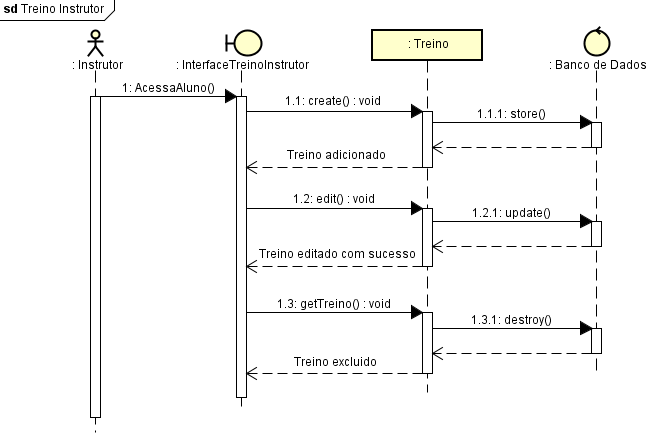 sd Treino Instrutor
: Instrutor
: InterfaceTreinoInstrutor
: Treino
: Banco de Dados
1: AcessaAluno()
1.1: create() : void
1.1.1: store()
Treino adicionado
1.2: edit() : void
1.2.1: update()
Treino editado com sucesso
1.3: getTreino() : void
1.3.1: destroy()
Treino excluido